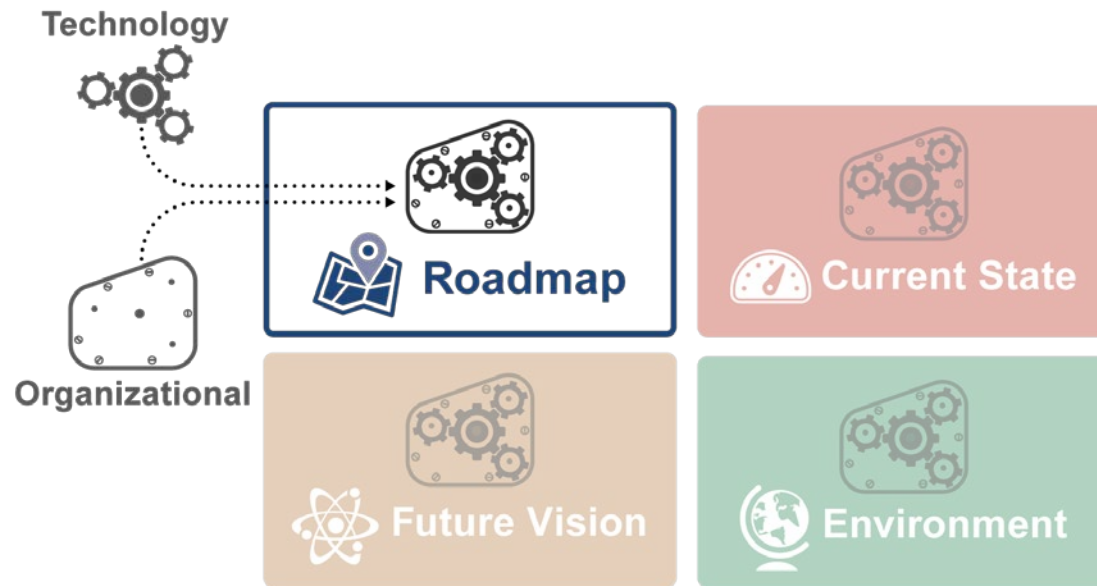 Technology
Roadmap
Current State
Organizational
Future Vision
Environment